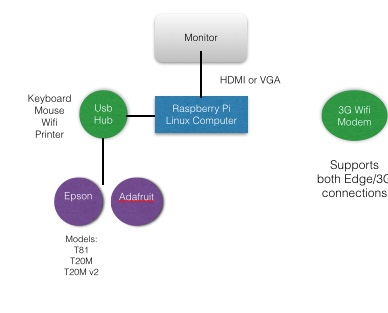 Monitor
HDMI or VGA
Keyboard
Mouse
Wifi
Printer
Usb
Hub
Raspberry Pi
Linux Computer
3G Wifi
Modem
Supports
both Edge/3G
connections
Epson
Adafruit
Models:
T81
T20M
T20M v2